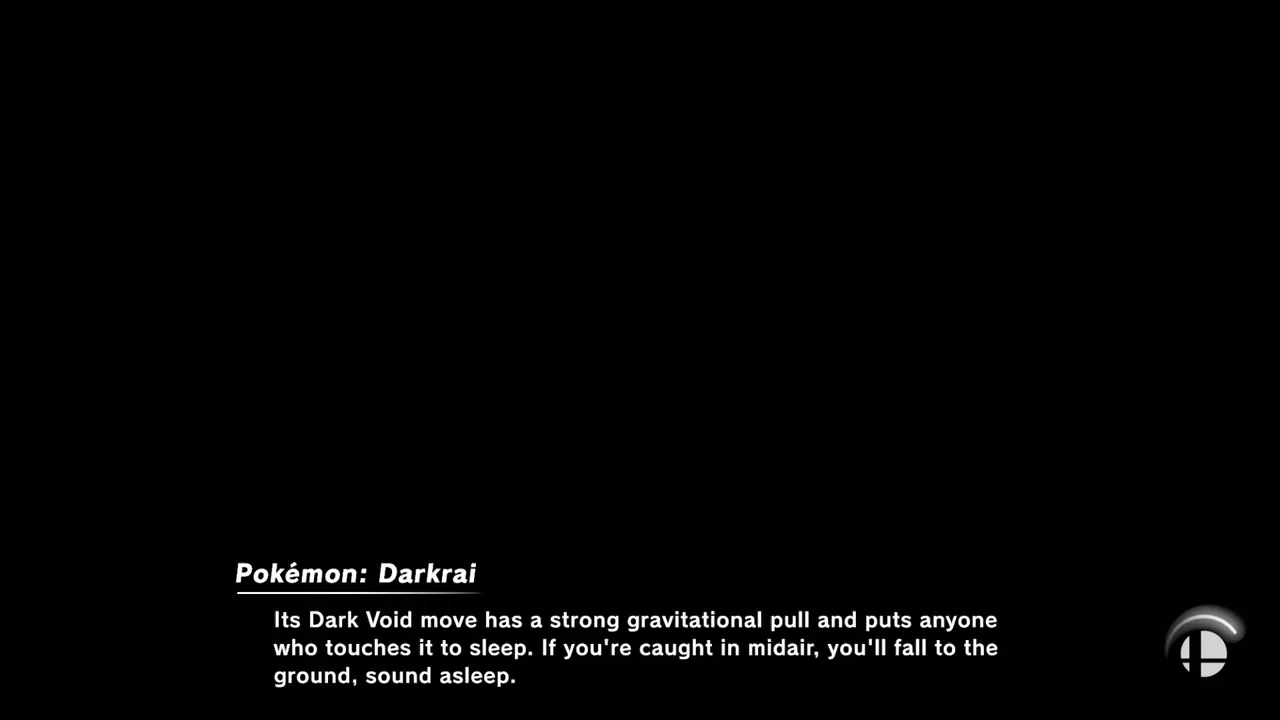 Pokémon: Darkrai
Its Dark Void move has a strong gravitational pull and puts anyone
who touches it to sleep. If you're caught in midair, you'll fall to the
ground, sound asleep.